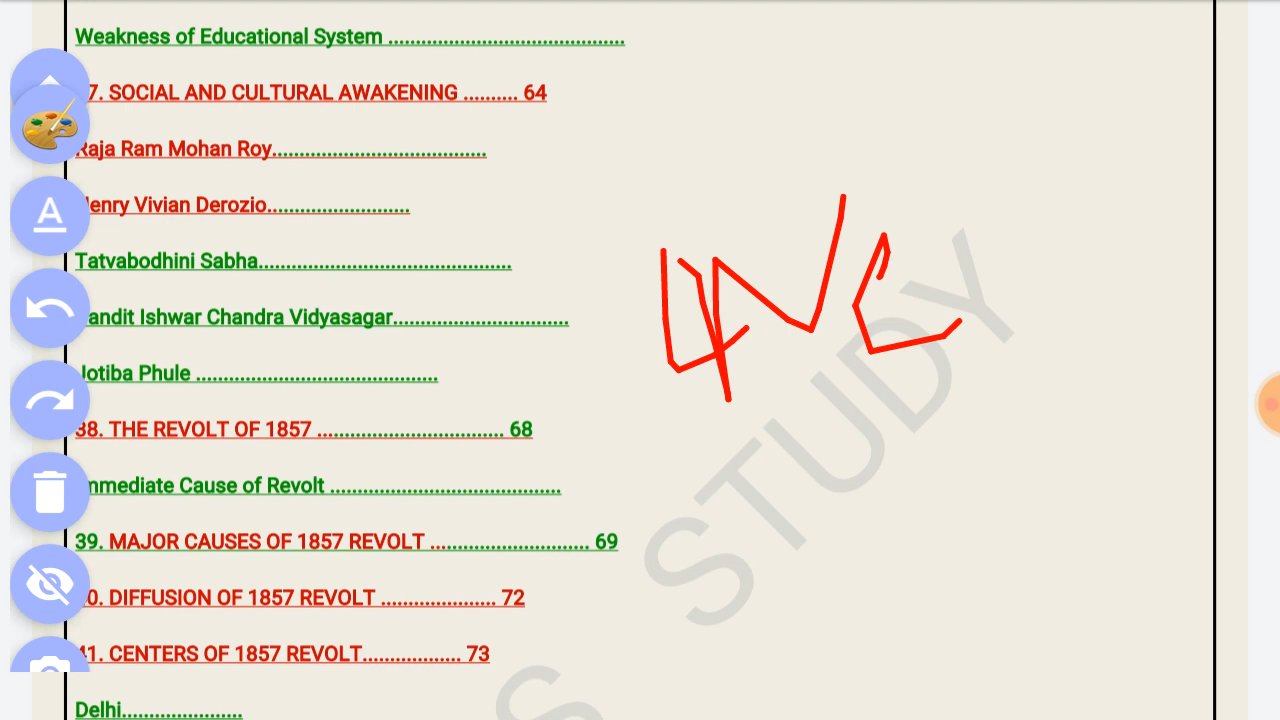 Weakness of Educational System ...........................................
7. SOCIAL AND CULTURAL AWAKENING .......... 64
Raja Ram Mohan Roy.......................................
Henry Vivian Derozio..........................
Tatvabodhini Sabha..............................................
Pandit Ishwar Chandra Vidyasagar................................
Jotiba Phule ............................................
38. THE REVOLT OF 1857 .................................. 68
Immediate Cause of Revolt ..........................................
39. MAJOR CAUSES OF 1857 REVOLT ............................. 69
0. DIFFUSION OF 1857 REVOLT ..................... 72
41. CENTERS OF 1857 REVOLT.................. 73
Delhi......................
STUDY
A